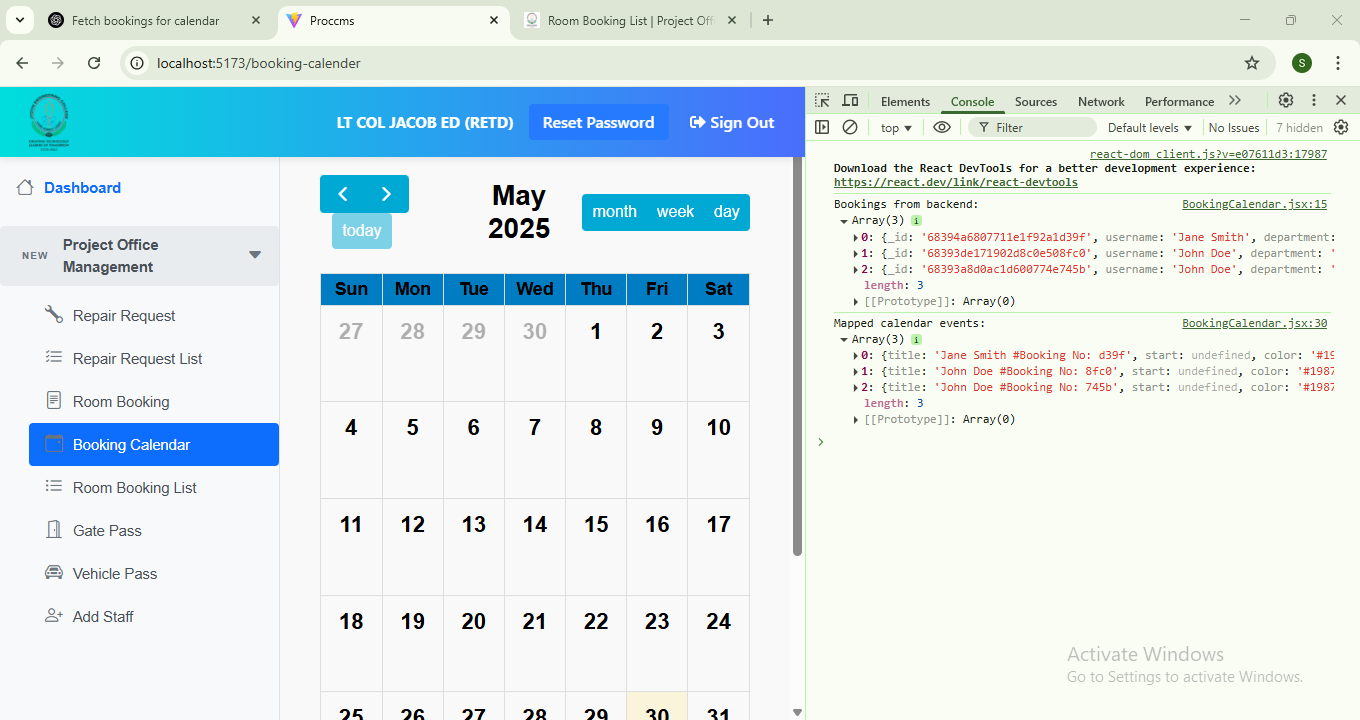 Fetch bookings for calendar
Proccms
Room Booking List | Project Off
localhost:5173/booking-calender
S
LT COL JACOB ED (RETD)
Reset Password
Sign Out
Dashboard
NEW
Project Office
Management
Repair Request
Repair Request List
Room Booking
Booking Calendar
Room Booking List
Gate Pass
Vehicle Pass
Add Staff
today
May
2025
month week day
Sun Mon Tue Wed Thu Fri Sat
27 28 29 30 1 2 3
4 5 6 7 8 9 10
11 12 13 14 15 16 17
18 19 20 21 22 23 24
25 26 27 28 29 30 31
Elements Console Sources Network Performance
top Filter Default levels No Issues 7 hidden
react-dom client.js?v=e07611d3:17987
Download the React DevTools for a better development experience:
https://react.dev/link/react-devtools
Bookings from backend: BookingCalendar.jsx:15
Array(3) i
0: {_id: '68394a6807711e1f92a1d39f', username: 'Jane Smith', department:
1: {_id: '68393de171902d8c0e508fc0', username: 'John Doe', department: '
2: {_id: '68393a8d0ac1d600774e745b', username: 'John Doe', department: '
length: 3
[[Prototype]]: Array(0)
Mapped calendar events: BookingCalendar.jsx:30
Array(3) i
0: {title: 'Jane Smith #Booking No: d39f', start: undefined, color: '#19
1: {title: 'John Doe #Booking No: 8fc0', start: undefined, color: '#1987
2: {title: 'John Doe #Booking No: 745b', start: undefined, color: '#1987
length: 3
[[Prototype]]: Array(0)
Activate Windows
Go to Settings to activate Windows.